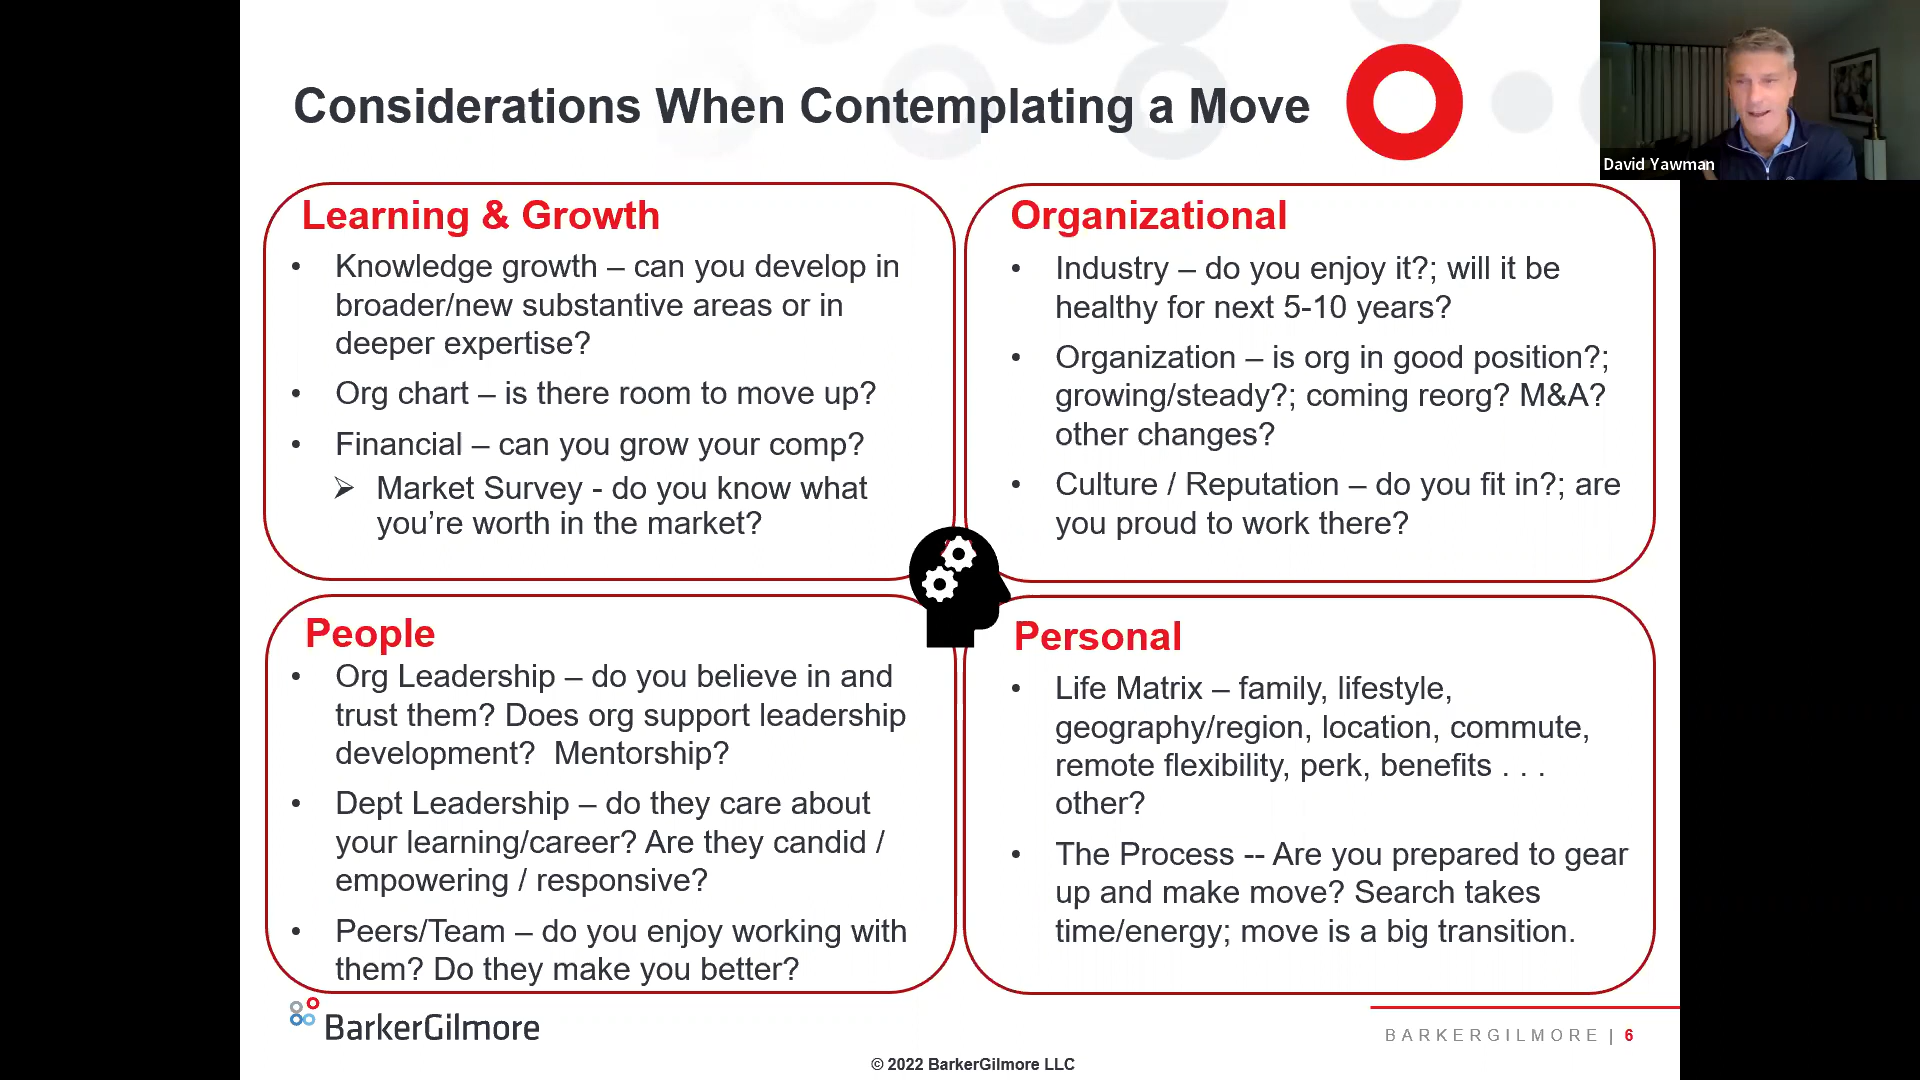 Considerations When Contemplating a Move
David Yawman
Learning & Growth
• Knowledge growth – can you develop in
broader/new substantive areas or in
deeper expertise?
• Org chart – is there room to move up?
• Financial – can you grow your comp?
➢ Market Survey - do you know what
you’re worth in the market?
Organizational
• Industry – do you enjoy it?; will it be
healthy for next 5-10 years?
• Organization – is org in good position?;
growing/steady?; coming reorg? M&A?
other changes?
• Culture / Reputation – do you fit in?; are
you proud to work there?
People
• Org Leadership – do you believe in and
trust them? Does org support leadership
development?  Mentorship?
• Dept Leadership – do they care about
your learning/career? Are they candid /
empowering / responsive?
• Peers/Team – do you enjoy working with
them? Do they make you better?
Personal
• Life Matrix – family, lifestyle,
geography/region, location, commute,
remote flexibility, perk, benefits . . .
other?
• The Process -- Are you prepared to gear
up and make move? Search takes
time/energy; move is a big transition.
BarkerGilmore
BARKERGILMORE | 6
© 2022 BarkerGilmore LLC